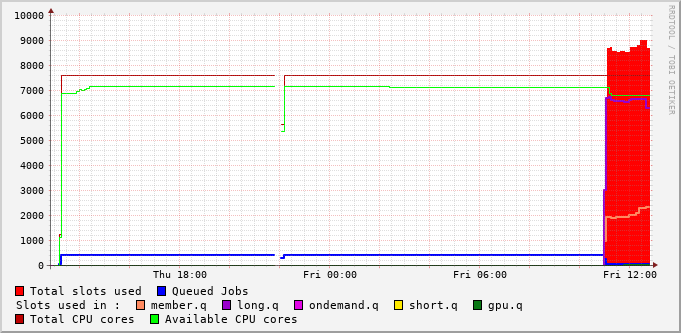 RRDTOOL / TOBI OETIKER
10000
9000
8000
7000
6000
5000
4000
3000
2000
1000
0
Thu 18:00 Fri 00:00 Fri 06:00 Fri 12:00
Total slots used Queued Jobs
Slots used in : member.q long.q ondemand.q short.q gpu.q
Total CPU cores Available CPU cores